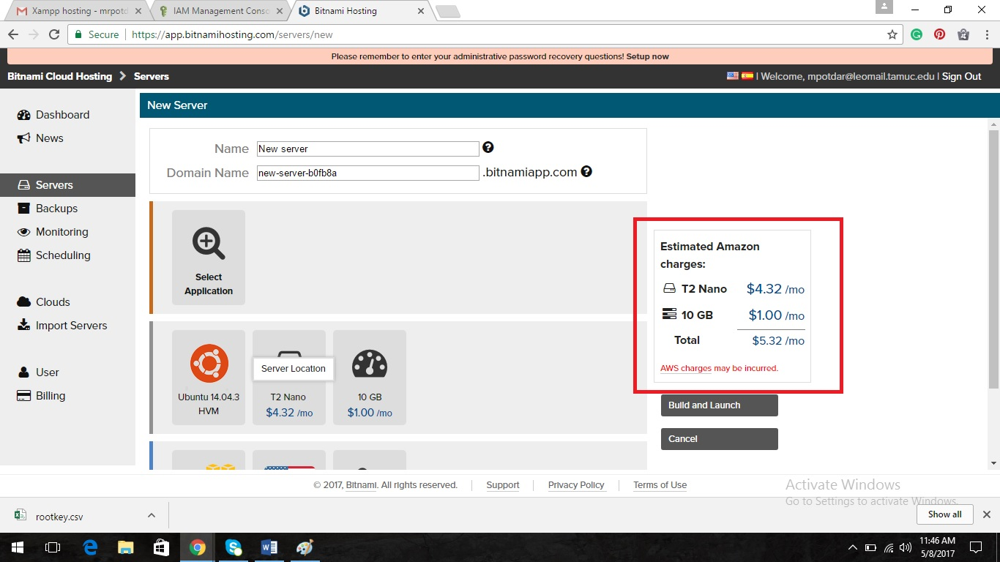 Xampp hosting - mrpotd
IAM Management Conso
Bitnami Hosting
Secure
https://app.bitnamihosting.com/servers/new
Please remember to enter your administrative password recovery questions! Setup now
Bitnami Cloud Hosting
Servers
| Welcome, mpotdar@leomail.tamuc.edu | Sign Out
Dashboard
News
Servers
Backups
Monitoring
Scheduling
Clouds
Import Servers
User
Billing
New Server
Name
New server
Domain Name
new-server-b0fb8a
.bitnamiapp.com
Select
Application
Server Location
Ubuntu 14.04.3
HVM
T2 Nano
$4.32 /mo
10 GB
$1.00 /mo
Estimated Amazon
charges:
T2 Nano $4.32 /mo
10 GB $1.00 /mo
Total $5.32 /mo
AWS charges may be incurred.
Build and Launch
Cancel
© 2017, Bitnami. All rights reserved.
Support
Privacy Policy
Terms of Use
Activate Windows
Go to Settings to activate Windows.
rootkey.csv
Show all
11:46 AM
5/8/2017